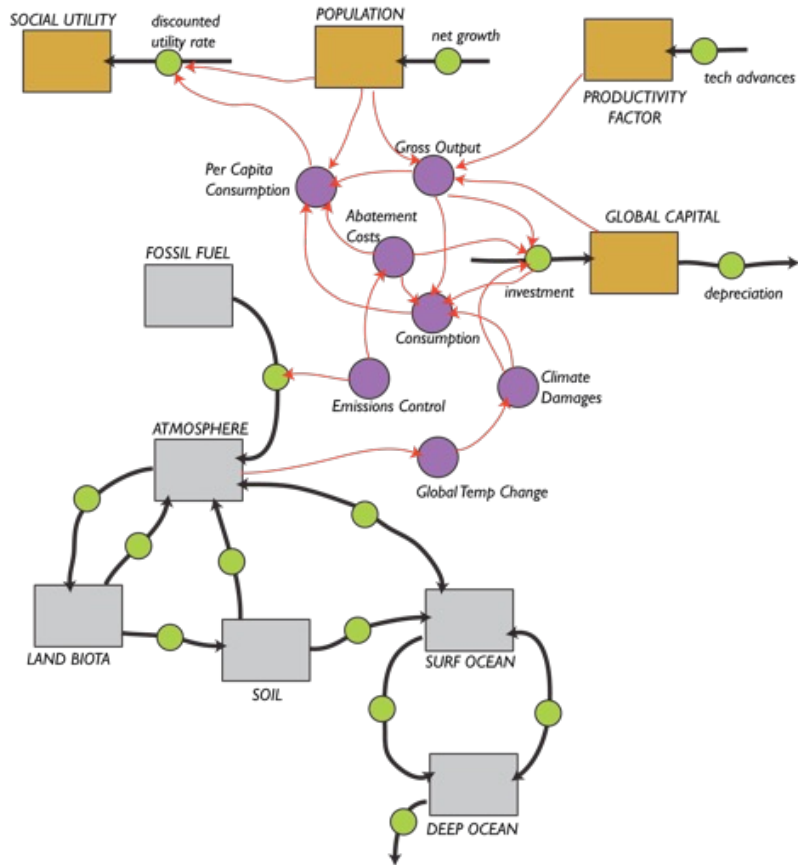 SOCIAL UTILITY
discounted
utility rate
POPULATION
net growth
tech advances
PRODUCTIVITY
FACTOR
Gross Output
Per Capita
Consumption
Abatement
Costs
GLOBAL CAPITAL
FOSSIL FUEL
investment
depreciation
Consumption
Climate
Damages
Emissions Control
ATMOSPHERE
Global Temp Change
LAND BIOTA
SURF OCEAN
SOIL
DEEP OCEAN